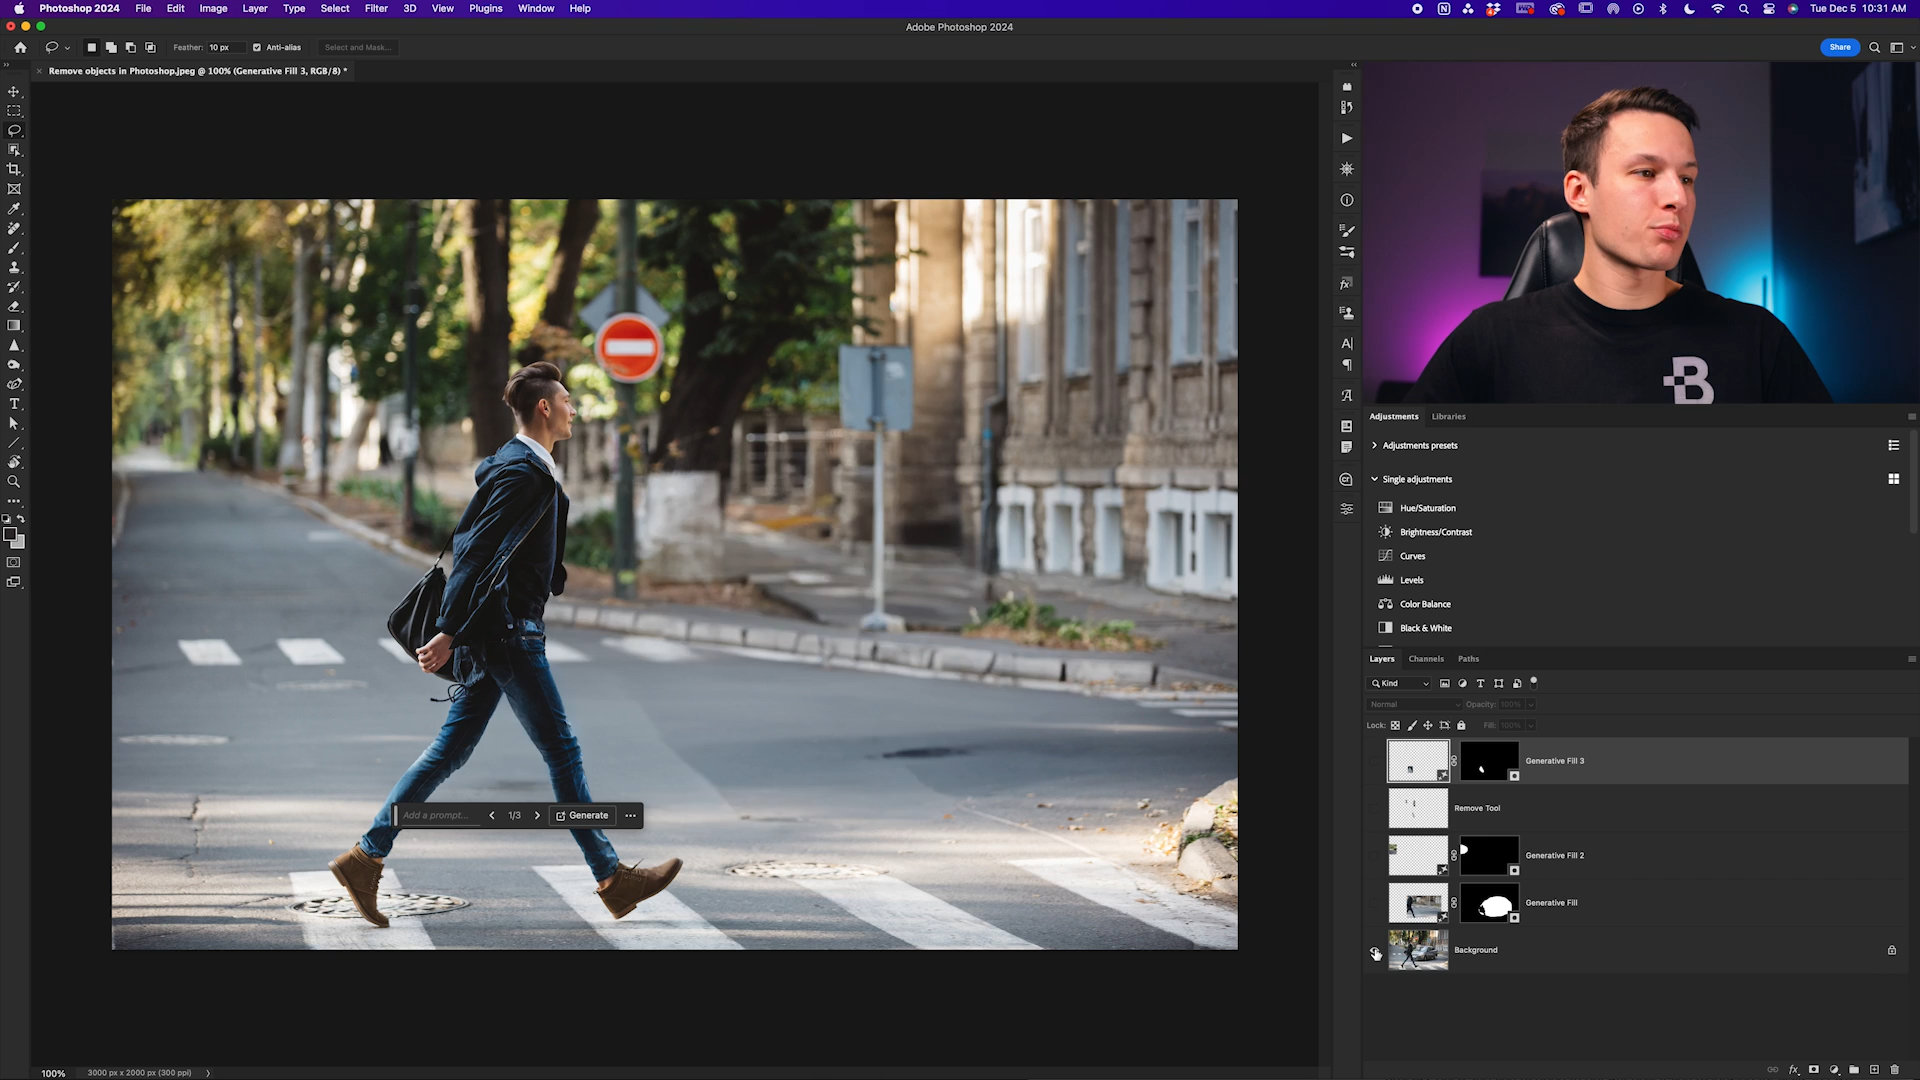 Photoshop 2024 File Edit Image Layer Type Select Filter 3D View Plugins Window Help
Tue Dec 5 10:31 AM
Adobe Photoshop 2024
Feather: 10 px Anti-alias Select and Mask...
Share
Remove objects in Photoshop.jpeg @ 100% (Generative Fill 3, RGB/8) *
B
Adjustments Libraries
Adjustments presets
Single adjustments
Hue/Saturation
Brightness/Contrast
Curves
Levels
Color Balance
Black & White
Layers Channels Paths
Kind
Normal Opacity: 100%
Lock: Fill: 100%
Generative Fill 3
Remove Tool
Generative Fill 2
Generative Fill
Background
Add a prompt... 1/3 Generate
100% 3000 px x 2000 px (300 ppi)